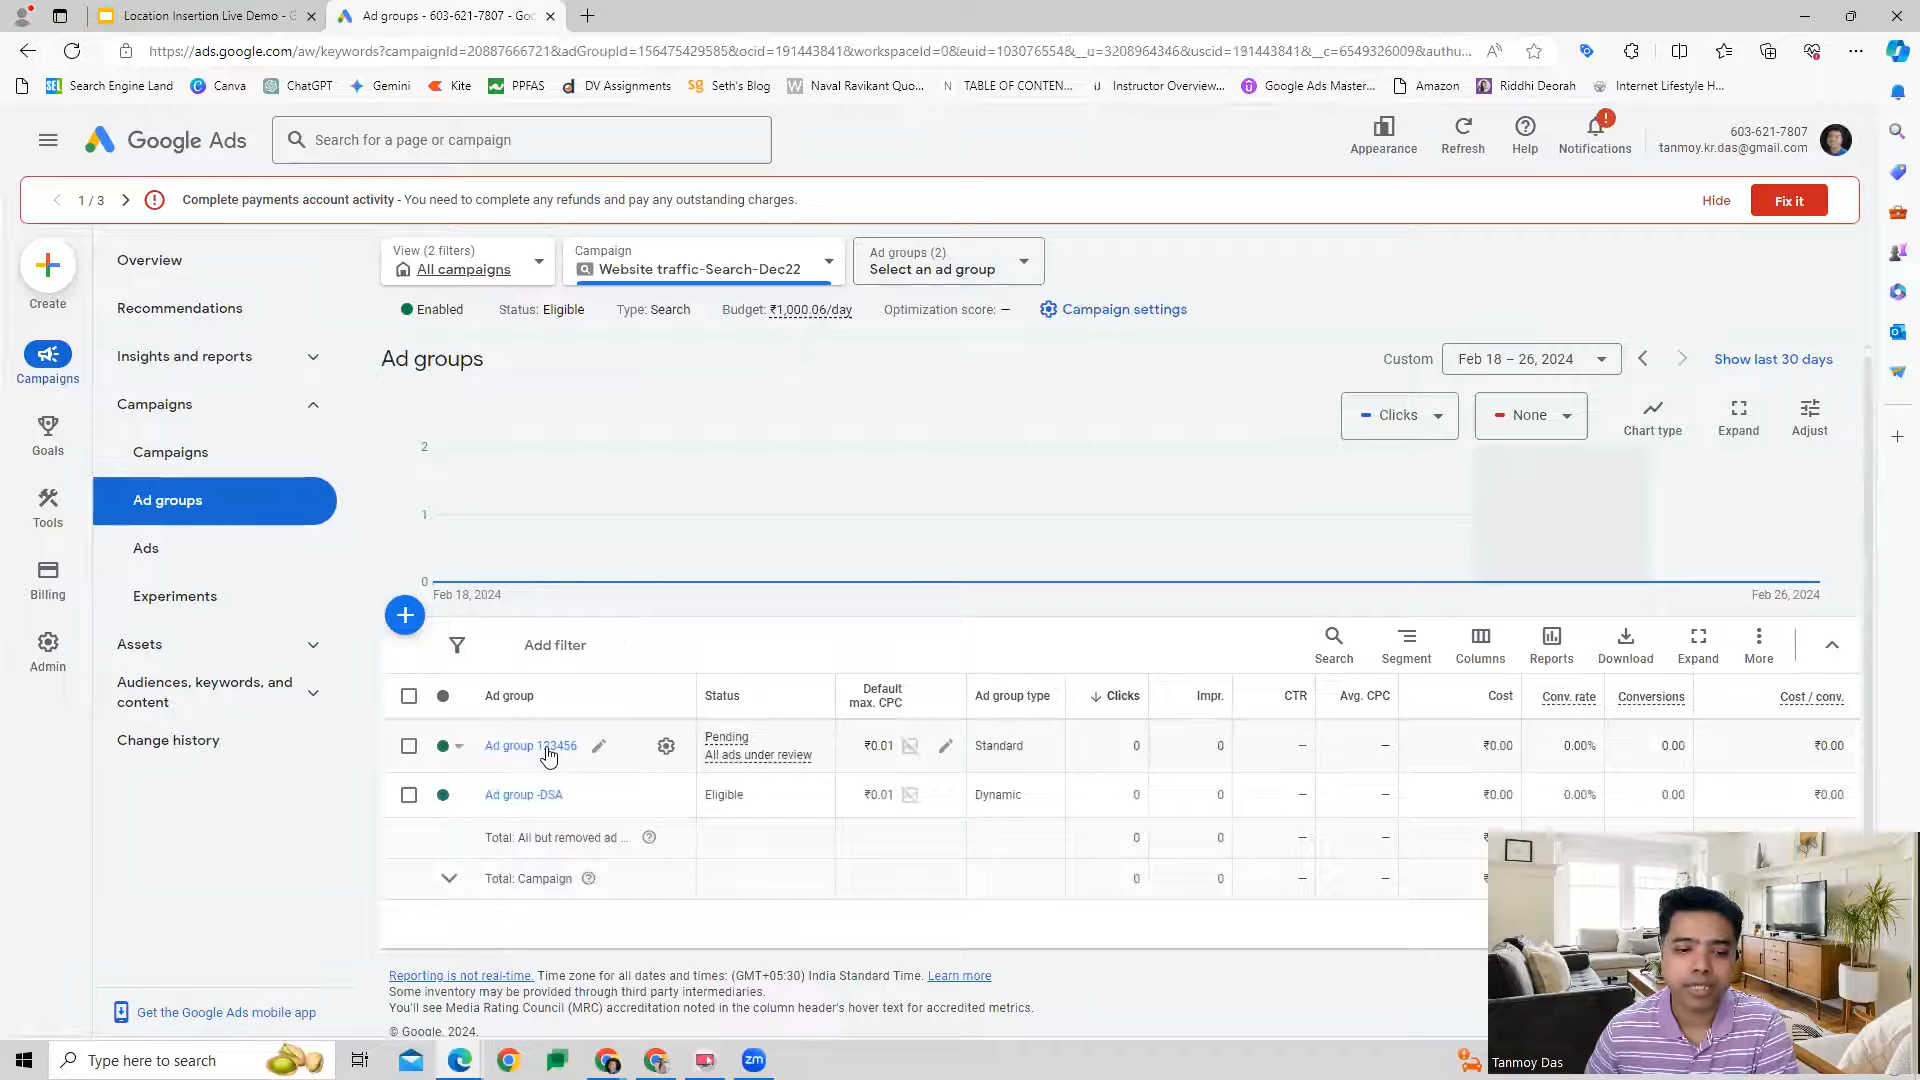 Location Insertion Live Demo - G
Ad groups - 603-621-7807 - Goo
https://ads.google.com/aw/keywords?campaignId=20887666721&adGroupId=156475429585&ocid=191443841&workspaceId=0&euid=103076554&__u=3208964346&uscid=191443841&__c=6549326009&authu...
Search Engine Land
Canva
ChatGPT
Gemini
Kite
PPFAS
DV Assignments
Seth's Blog
Naval Ravikant Quo...
TABLE OF CONTEN...
Instructor Overview...
Google Ads Master...
Amazon
Riddhi Deorah
Internet Lifestyle H...
Google Ads
Search for a page or campaign
Appearance
Refresh
Help
Notifications
603-621-7807
tanmoy.kr.das@gmail.com
1 / 3
Complete payments account activity - You need to complete any refunds and pay any outstanding charges.
Hide
Fix it
Create
Campaigns
Goals
Tools
Billing
Admin
Overview
Recommendations
Insights and reports
Campaigns
Campaigns
Ad groups
Ads
Experiments
Assets
Audiences, keywords, and
content
Change history
Get the Google Ads mobile app
View (2 filters)
All campaigns
Campaign
Website traffic-Search-Dec22
Ad groups (2)
Select an ad group
Enabled
Status: Eligible
Type: Search
Budget: ₹1,000.06/day
Optimization score: –
Campaign settings
Ad groups
Custom
Feb 18 – 26, 2024
Show last 30 days
Clicks
None
Chart type
Expand
Adjust
2
1
0
Feb 18, 2024
Feb 26, 2024
Add filter
Search
Segment
Columns
Reports
Download
Expand
More
Ad group
Status
Default
max. CPC
Ad group type
Clicks
Impr.
CTR
Avg. CPC
Cost
Conv. rate
Conversions
Cost / conv.
Ad group 123456
Pending
All ads under review
₹0.01
Standard
0
0
–
–
₹0.00
0.00%
0.00
₹0.00
Ad group -DSA
Eligible
₹0.01
Dynamic
0
0
–
–
₹0.00
0.00%
0.00
₹0.00
Total: All but removed ad ...
0
0
–
–
Total: Campaign
0
0
–
–
Reporting is not real-time. Time zone for all dates and times: (GMT+05:30) India Standard Time. Learn more
Some inventory may be provided through third party intermediaries.
You'll see Media Rating Council (MRC) accreditation noted in the column header's hover text for accredited metrics.
© Google, 2024.
Type here to search
zm
Tanmoy Das